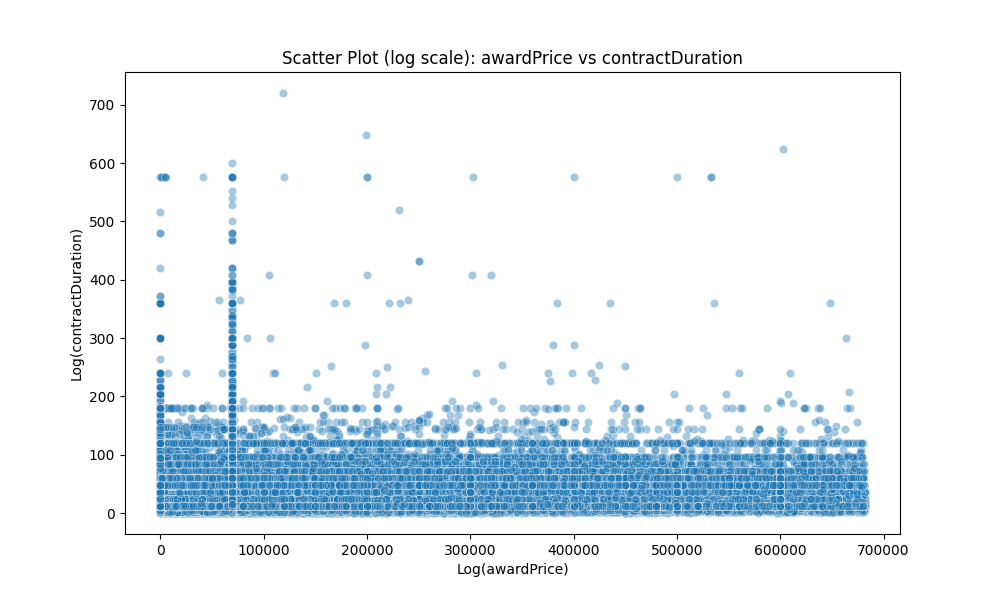 Scatter Plot (log scale): awardPrice vs contractDuration
700
600
500
400
300
200
100
0
Log(contractDuration)
0 100000 200000 300000 400000 500000 600000 700000
Log(awardPrice)